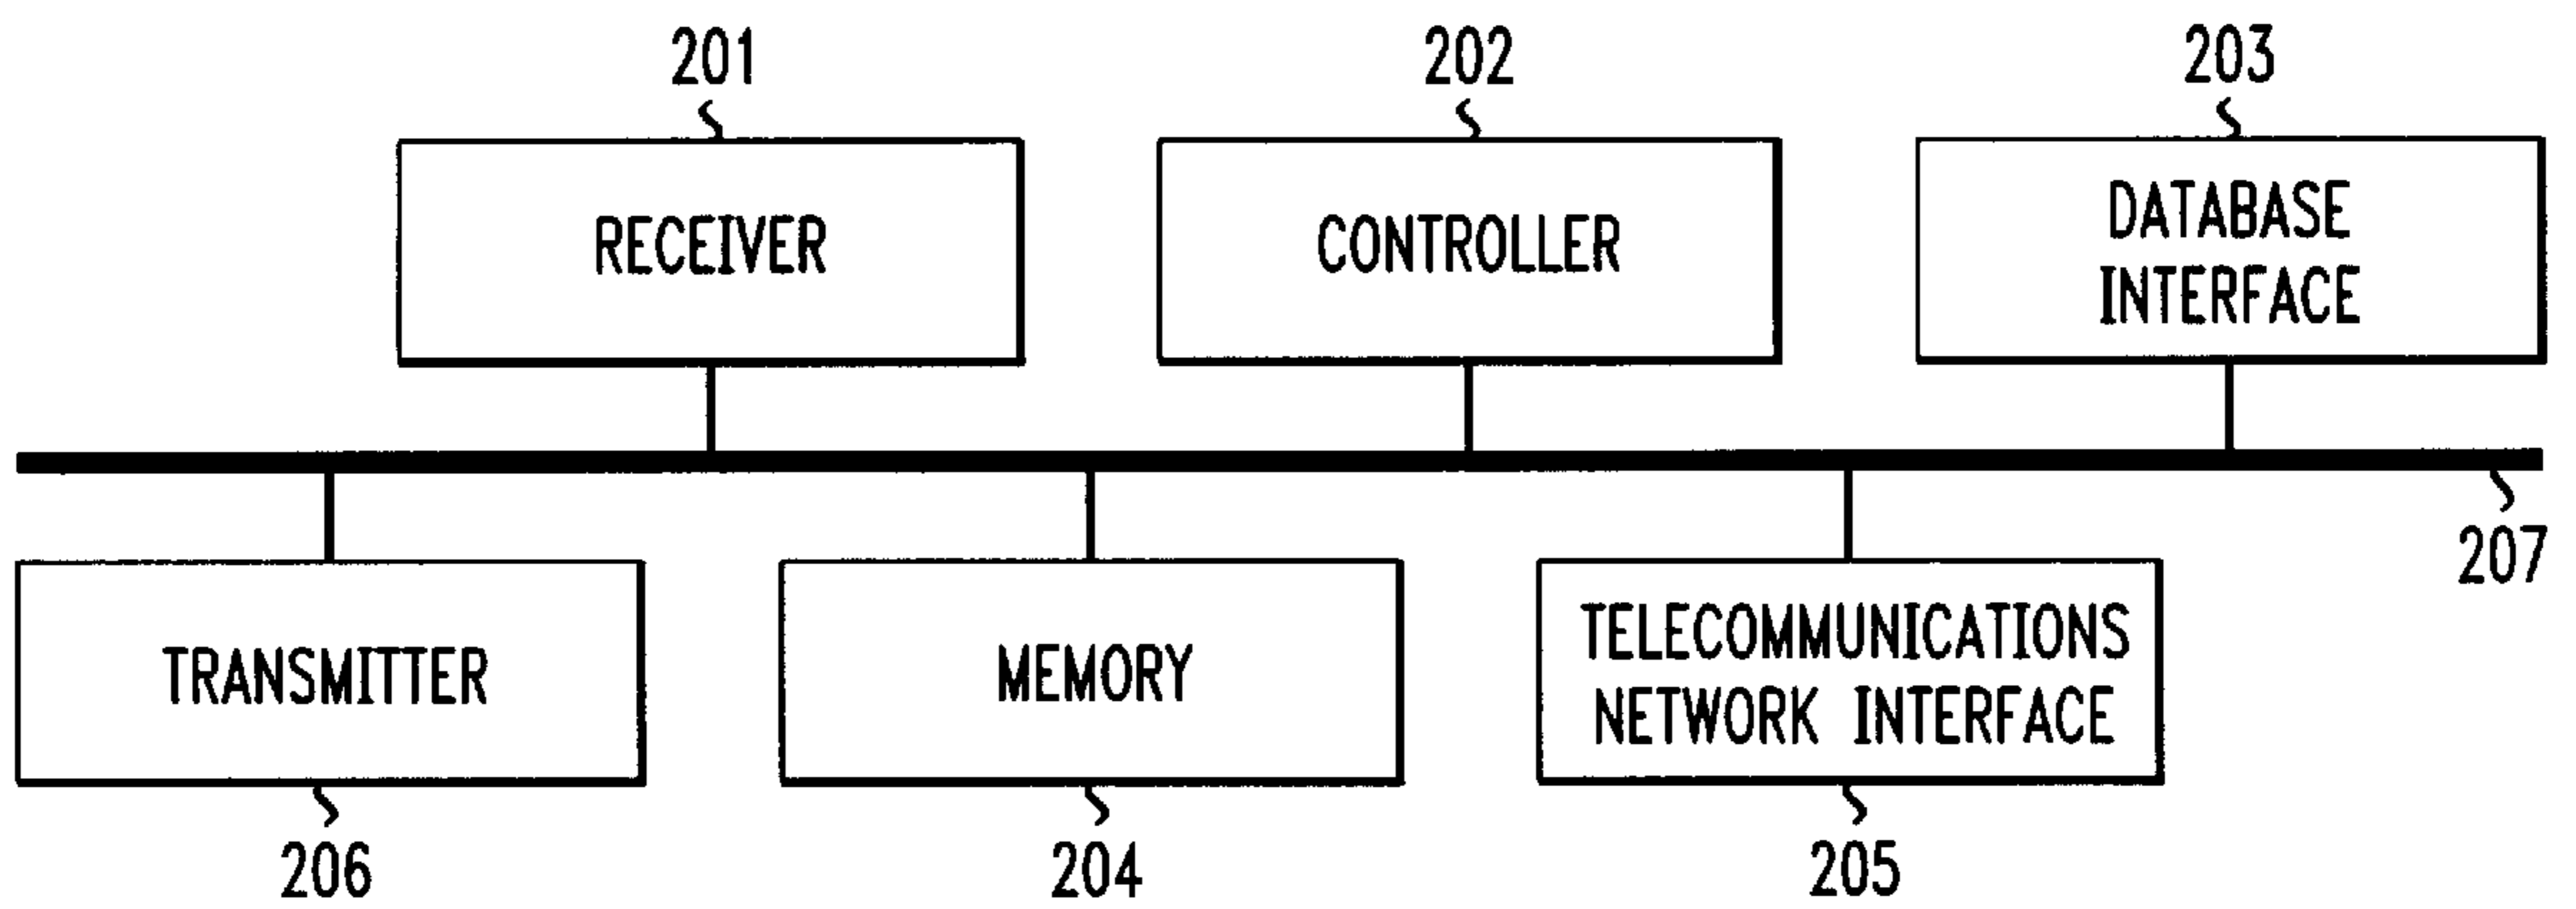 201
202
203
RECEIVER
CONTROLLER
DATABASE
INTERFACE
207
TRANSMITTER
MEMORY
TELECOMMUNICATIONS
NETWORK INTERFACE
206
204
205